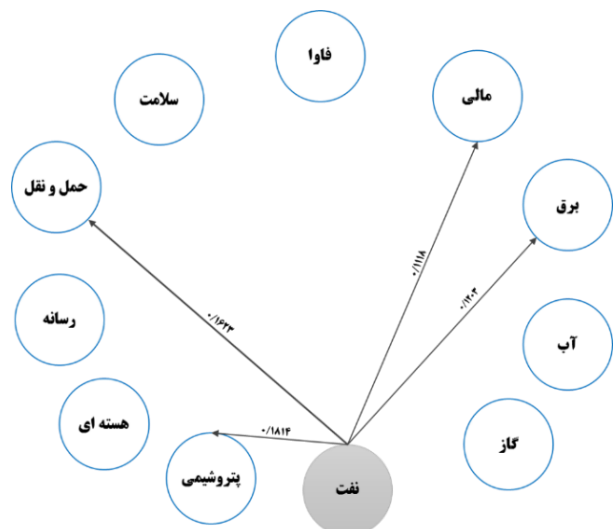 فاوا
مالی
سلامت
برق
حمل و نقل
۰/۱۱۱۸
۰/۱۲۰۳
۰/۱۶۲۳
رسانه
آب
هسته ای
گاز
۰/۱۸۱۴
پتروشیمی
نفت